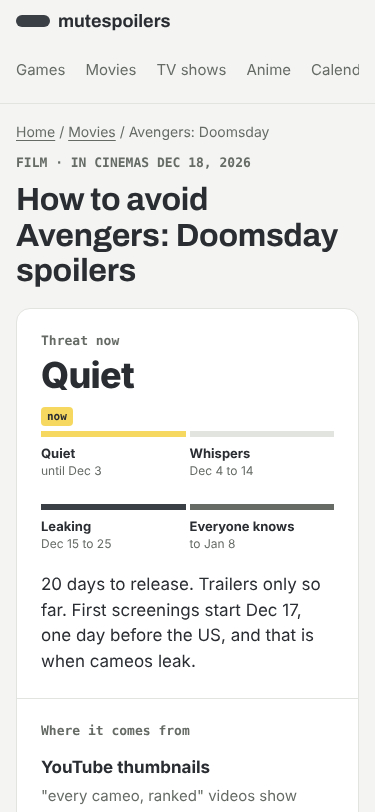 mutespoilers
Games Movies TV shows Anime Calend
Home / Movies / Avengers: Doomsday
FILM · IN CINEMAS DEC 18, 2026
How to avoid
Avengers: Doomsday
spoilers
Threat now
Quiet
now
Quiet
until Dec 3
Whispers
Dec 4 to 14
Leaking
Dec 15 to 25
Everyone knows
to Jan 8
20 days to release. Trailers only so
far. First screenings start Dec 17,
one day before the US, and that is
when cameos leak.
Where it comes from
YouTube thumbnails
"every cameo, ranked" videos show